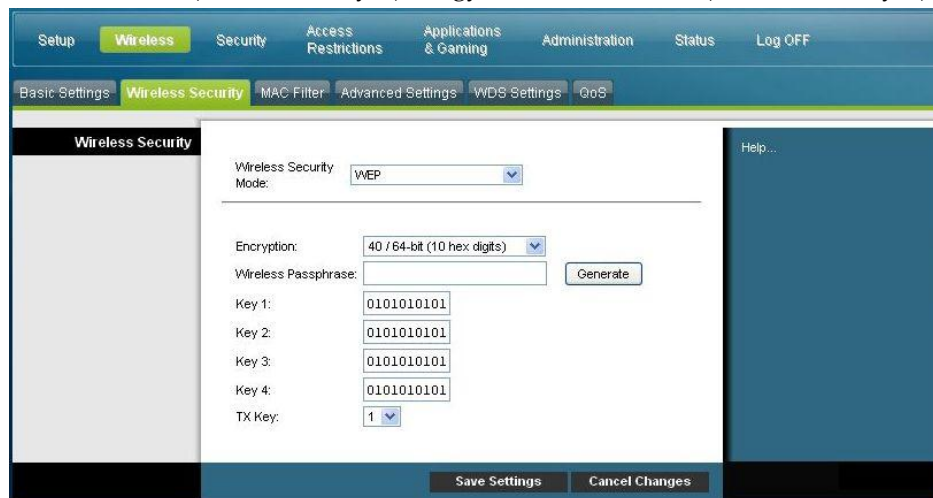 Setup Wireless Security Access Restrictions Applications & Gaming Administration Status Log OFF
Basic Settings Wireless Security MAC Filter Advanced Settings WDS Settings QoS
Wireless Security
Help...
Wireless Security Mode: WEP
Encryption: 40 / 64-bit (10 hex digits)
Wireless Passphrase: Generate
Key 1: 0101010101
Key 2: 0101010101
Key 3: 0101010101
Key 4: 0101010101
TX Key: 1
Save Settings Cancel Changes